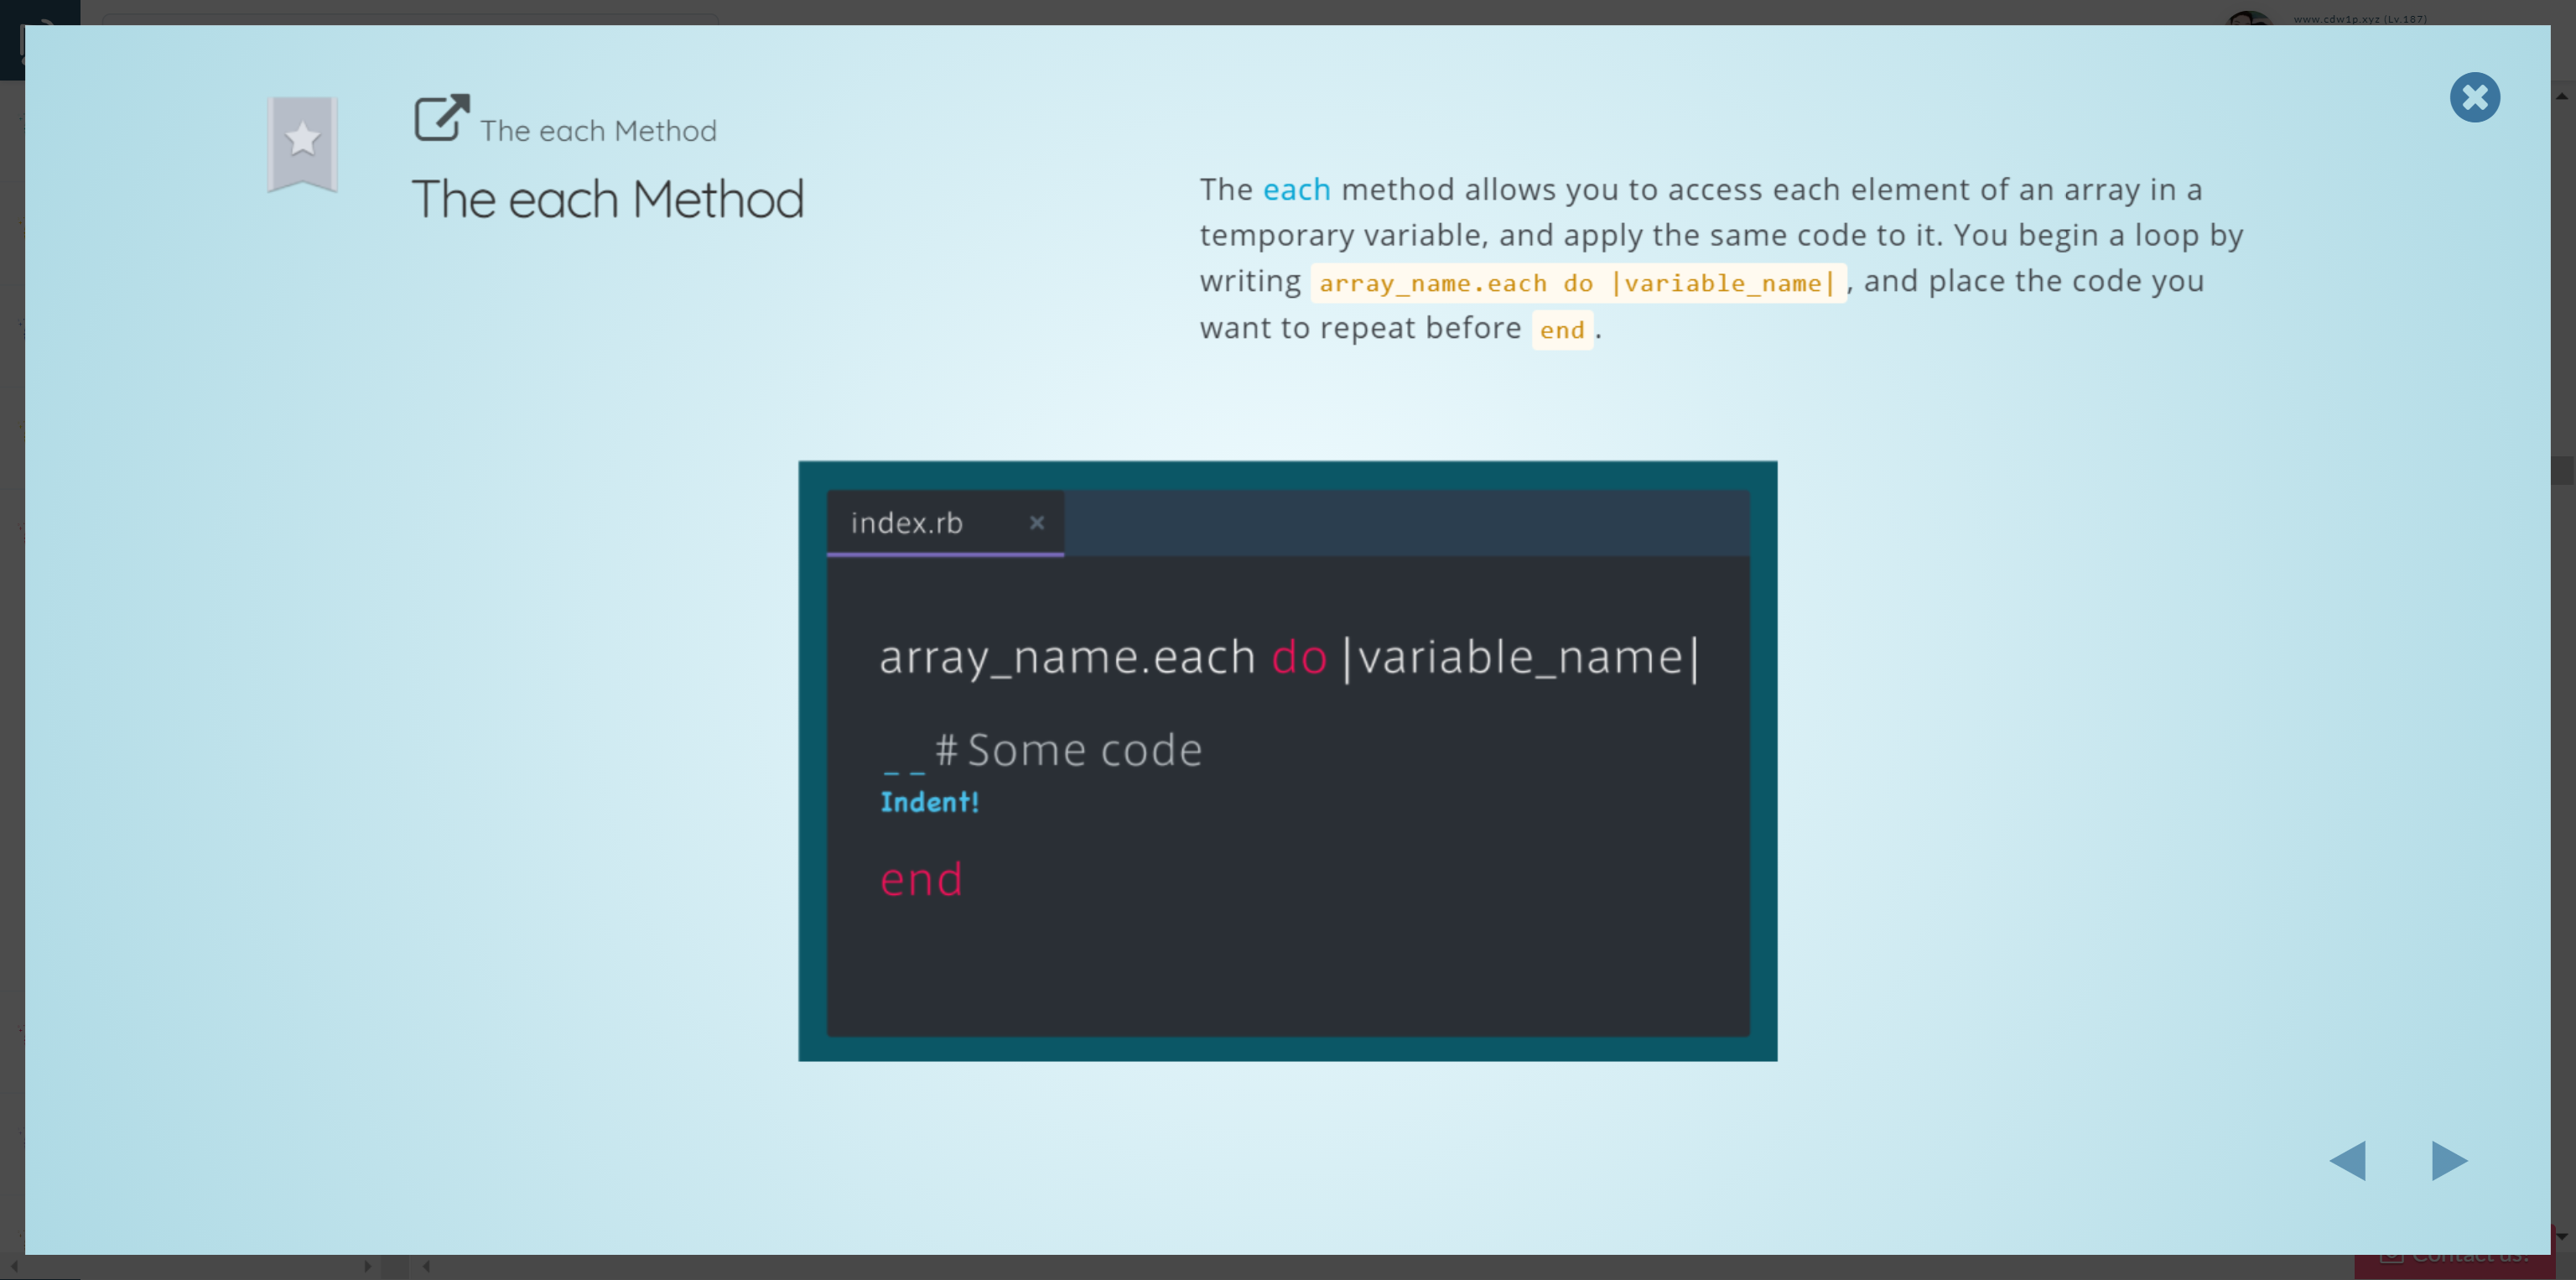 www.cdw1p.xyz (Lv.187)
The each Method
The each Method
The each method allows you to access each element of an array in a
temporary variable, and apply the same code to it. You begin a loop by
writing array_name.each do |variable_name|, and place the code you
want to repeat before end.
index.rb ×
array_name.each do |variable_name|
_ _ # Some code
Indent!
end
Contact us!